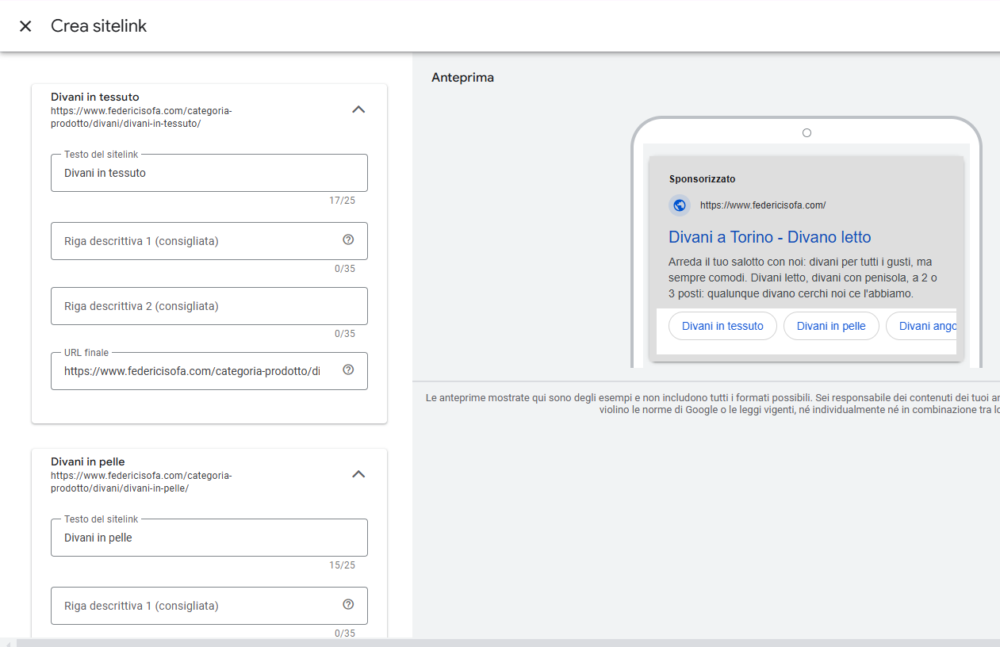 Crea sitelink
Divani in tessuto
https://www.federicisofa.com/categoria-
prodotto/divani/divani-in-tessuto/
Testo del sitelink
Divani in tessuto
17/25
Riga descrittiva 1 (consigliata)
0/35
Riga descrittiva 2 (consigliata)
0/35
URL finale
https://www.federicisofa.com/categoria-prodotto/di
Divani in pelle
https://www.federicisofa.com/categoria-
prodotto/divani/divani-in-pelle/
Testo del sitelink
Divani in pelle
15/25
Riga descrittiva 1 (consigliata)
0/35
Anteprima
Sponsorizzato
https://www.federicisofa.com/
Divani a Torino - Divano letto
Arreda il tuo salotto con noi: divani per tutti i gusti, ma
sempre comodi. Divani letto, divani con penisola, a 2 o
3 posti: qualunque divano cerchi noi ce l'abbiamo.
Divani in tessuto
Divani in pelle
Divani ango
Le anteprime mostrate qui sono degli esempi e non includono tutti i formati possibili. Sei responsabile dei contenuti dei tuoi
violino le norme di Google o le leggi vigenti, né individualmente né in combinazione tra